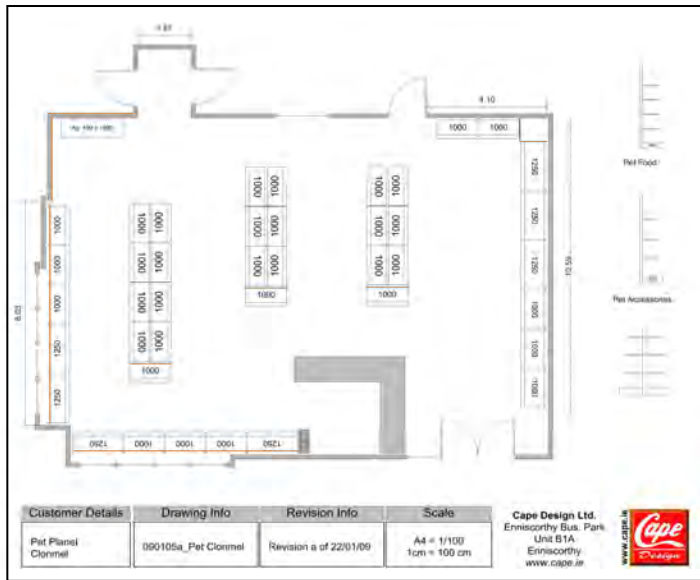 4.10
1000 1000
1250
1250
1250
1000
1000
1000
10.59
Pet Food
Pet Accessories
1000 1000
1000 1000
1000 1000
1000
1000 1000
1000 1000
1000 1000
1000
1000 1000
1000 1000
1000 1000
1000 1000
1000
1000
1000
1000
1250
1250
1250 1000 1000 1000 1250
Customer Details Drawing Info Revision Info Scale
Pet Planet
Clonmel
090105a_Pet Clonmel
Revision a of 22/01/09
A4 = 1/100
1cm = 100 cm
Cape Design Ltd.
Enniscorthy Bus. Park
Unit B1A
Enniscorthy
www.cape.ie
www.cape.ie
Cape
Design